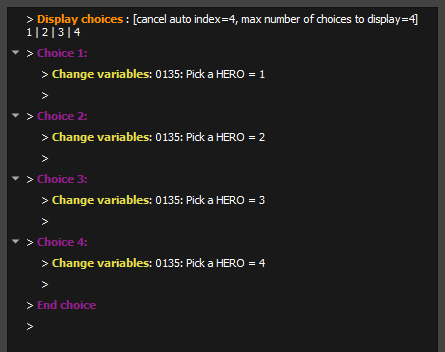 > Display choices : [cancel auto index=4, max number of choices to display=4]
1 | 2 | 3 | 4
> Choice 1:
> Change variables: 0135: Pick a HERO = 1
>
> Choice 2:
> Change variables: 0135: Pick a HERO = 2
>
> Choice 3:
> Change variables: 0135: Pick a HERO = 3
>
> Choice 4:
> Change variables: 0135: Pick a HERO = 4
>
> End choice
>